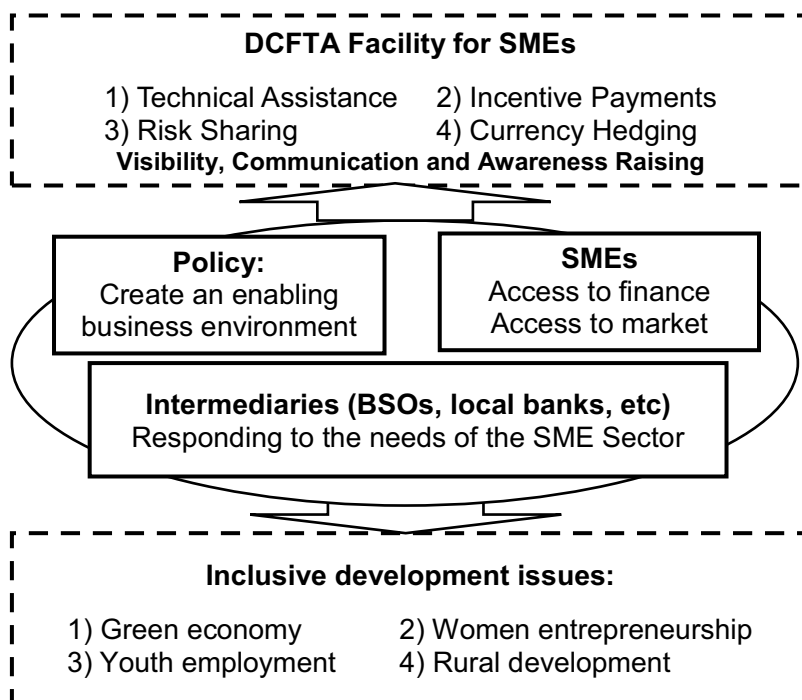 DCFTA Facility for SMEs
1) Technical Assistance 2) Incentive Payments
3) Risk Sharing 4) Currency Hedging
Visibility, Communication and Awareness Raising
Policy:
Create an enabling
business environment
SMEs
Access to finance
Access to market
Intermediaries (BSOs, local banks, etc)
Responding to the needs of the SME Sector
Inclusive development issues:
1) Green economy 2) Women entrepreneurship
3) Youth employment 4) Rural development